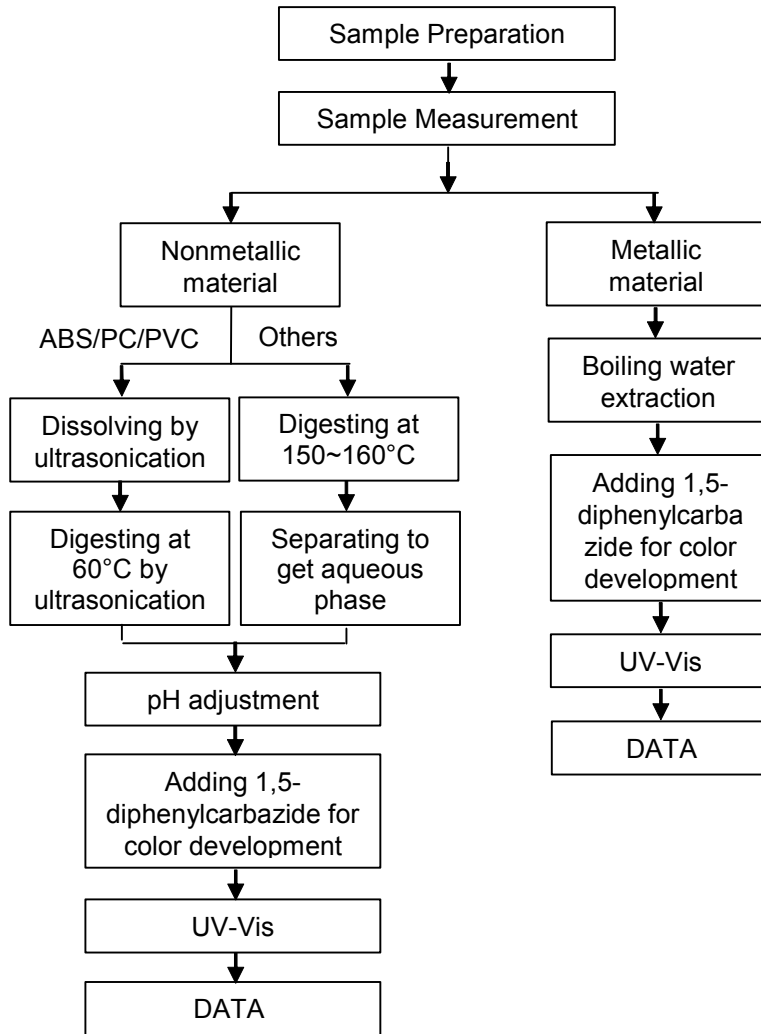 Sample Preparation
Sample Measurement
Nonmetallic
material
ABS/PC/PVC
Others
Dissolving by
ultrasonication
Digesting at
150~160°C
Digesting at
60°C by
ultrasonication
Separating to
get aqueous
phase
pH adjustment
Adding 1,5-
diphenylcarbazide for
color development
UV-Vis
DATA
Metallic
material
Boiling water
extraction
Adding 1,5-
diphenylcarba
zide for color
development
UV-Vis
DATA